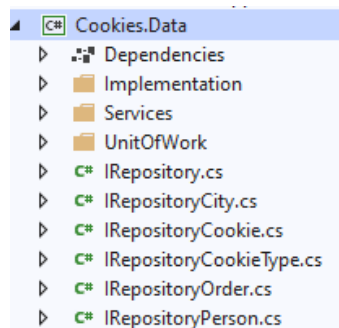 C# Cookies.Data
Dependencies
Implementation
Services
UnitOfWork
C# IRepository.cs
C# IRepositoryCity.cs
C# IRepositoryCookie.cs
C# IRepositoryCookieType.cs
C# IRepositoryOrder.cs
C# IRepositoryPerson.cs